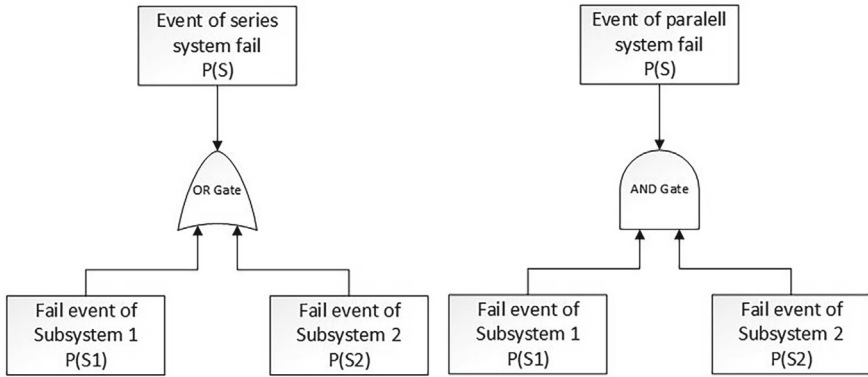 Event of series
system fail
P(S)
OR Gate
Fail event of
Subsystem 1
P(S1)
Fail event of
Subsystem 2
P(S2)
Event of paralell
system fail
P(S)
AND Gate
Fail event of
Subsystem 1
P(S1)
Fail event of
Subsystem 2
P(S2)